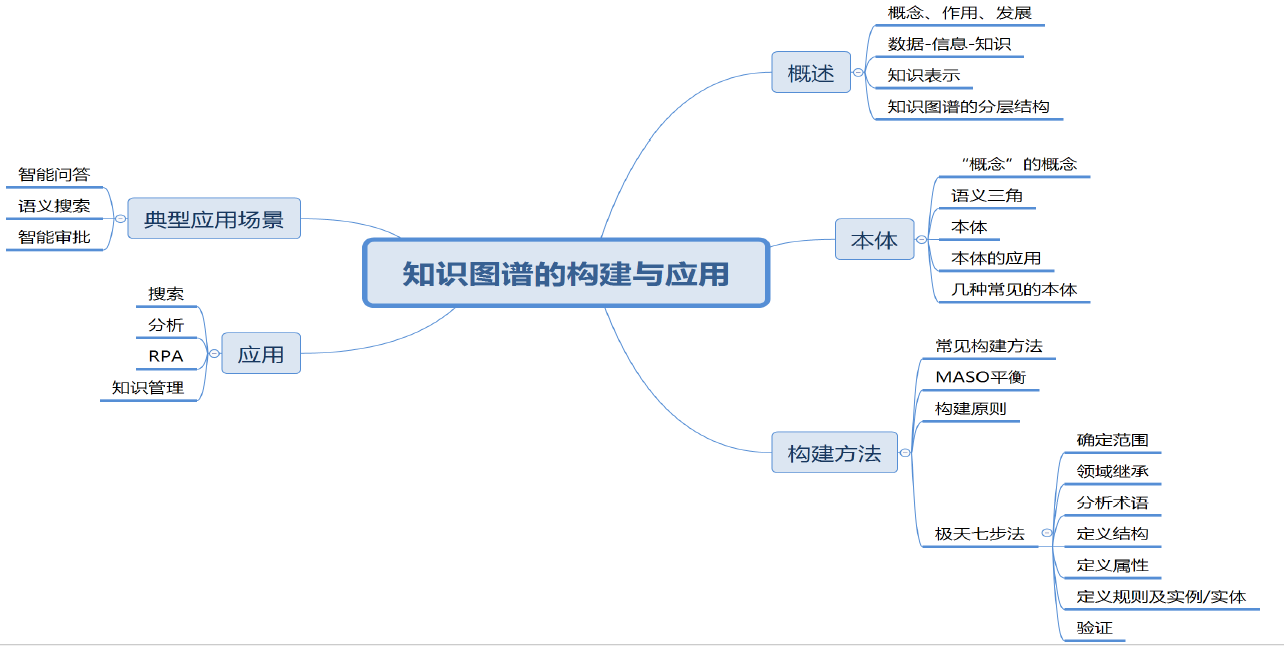 知识图谱的构建与应用
概述
概念、作用、发展
数据-信息-知识
知识表示
知识图谱的分层结构
本体
“概念”的概念
语义三角
本体
本体的应用
几种常见的本体
构建方法
常见构建方法
MASO平衡
构建原则
极天七步法
确定范围
领域继承
分析术语
定义结构
定义属性
定义规则及实例/实体
验证
典型应用场景
智能问答
语义搜索
智能审批
应用
搜索
分析
RPA
知识管理